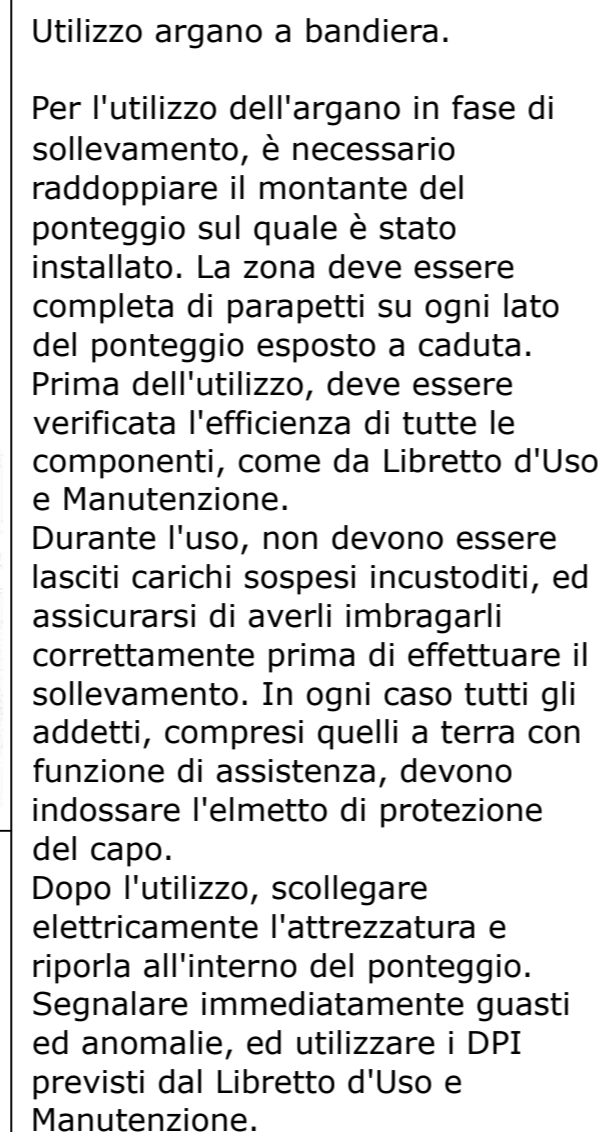 Utilizzo argano a bandiera.
Per l'utilizzo dell'argano in fase di
sollevamento, è necessario
raddoppiare il montante del
ponteggio sul quale è stato
installato. La zona deve essere
completa di parapetti su ogni lato
del ponteggio esposto a caduta.
Prima dell'utilizzo, deve essere
verificata l'efficienza di tutte le
componenti, come da Libretto d'Uso
e Manutenzione.
Durante l'uso, non devono essere
lasciti carichi sospesi incustoditi, ed
assicurarsi di averli imbragarli
correttamente prima di effettuare il
sollevamento. In ogni caso tutti gli
addetti, compresi quelli a terra con
funzione di assistenza, devono
indossare l'elmetto di protezione
del capo.
Dopo l'utilizzo, scollegare
elettricamente l'attrezzatura e
riporla all'interno del ponteggio.
Segnalare immediatamente guasti
ed anomalie, ed utilizzare i DPI
previsti dal Libretto d'Uso e
Manutenzione.